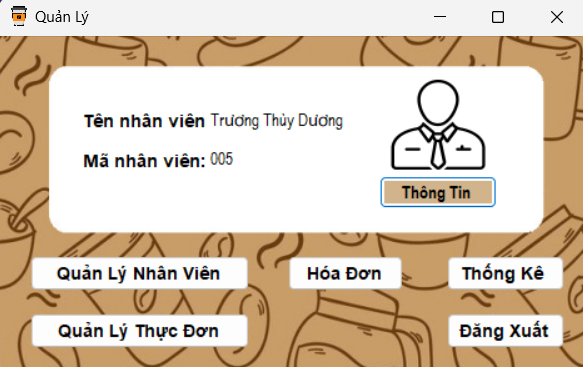 Quản Lý
Tên nhân viên Trương Thùy Dương
Mã nhân viên: 005
Thông Tin
Quản Lý Nhân Viên
Hóa Đơn
Thống Kê
Quản Lý Thực Đơn
Đăng Xuất